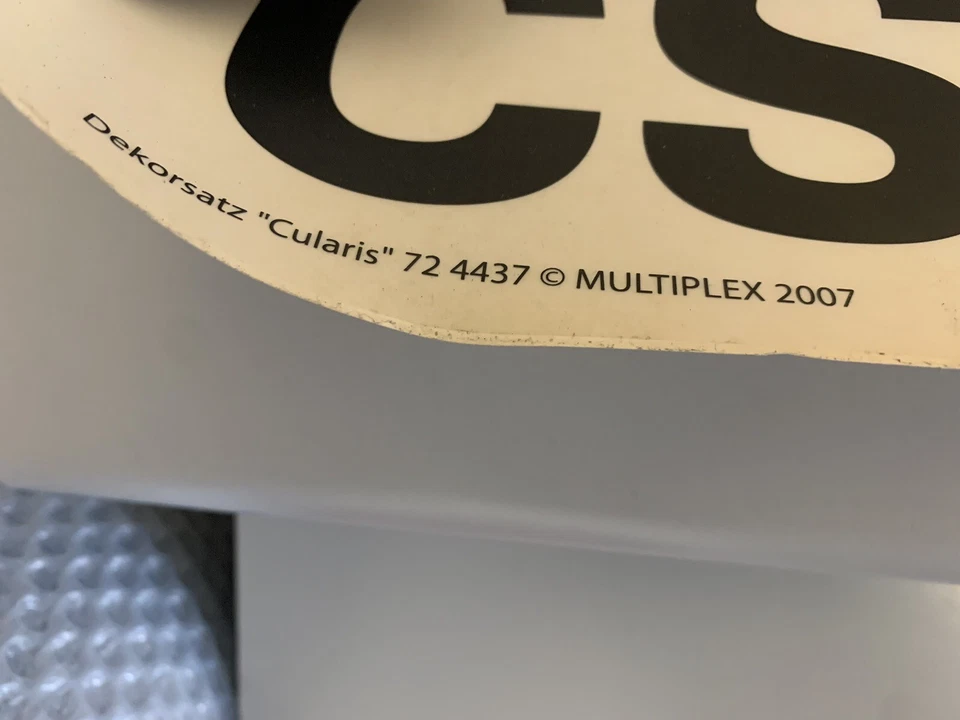 CS
Dekorsatz "Cularis" 72 4437 © MULTIPLEX 2007